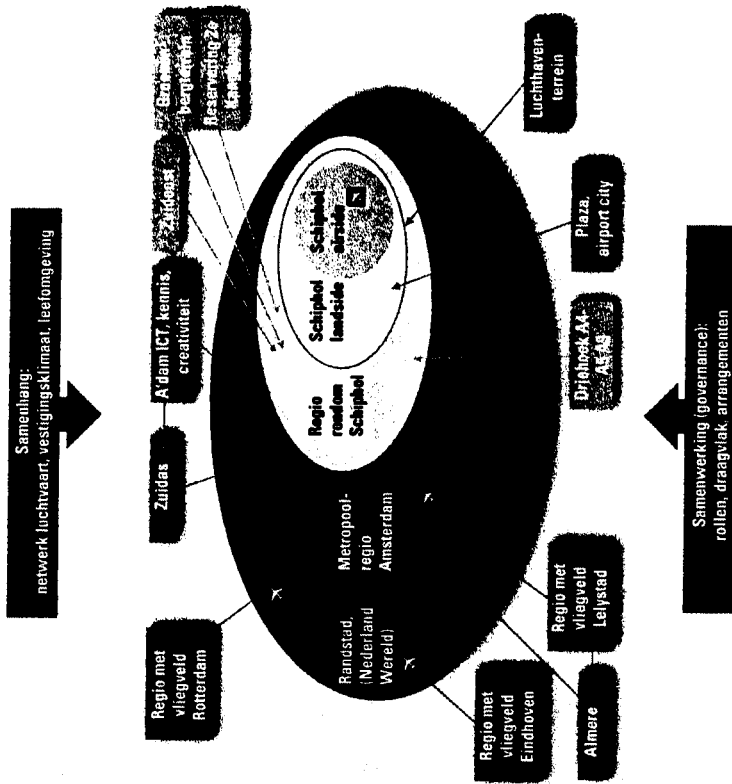 Samenhang:
netwerk luchtvaart, vestigingsklimaat, leefomgeving
Regio met
vliegveld
Rotterdam
Zuidas
A'dam ICT, kennis,
creativiteit
Reservering 2e
Randstad,
(Nederland
Wereld)
Metropool-
regio
Amsterdam
Regio
rondom
Schiphol
Schiphol
landside
Schiphol
airside
Regio met
vliegveld
Eindhoven
Almere
Regio met
vliegveld
Lelystad
Driehoek A4-
Plaza,
airport city
Luchthaven-
terrein
Samenwerking (governance):
rollen, draagvlak, arrangementen